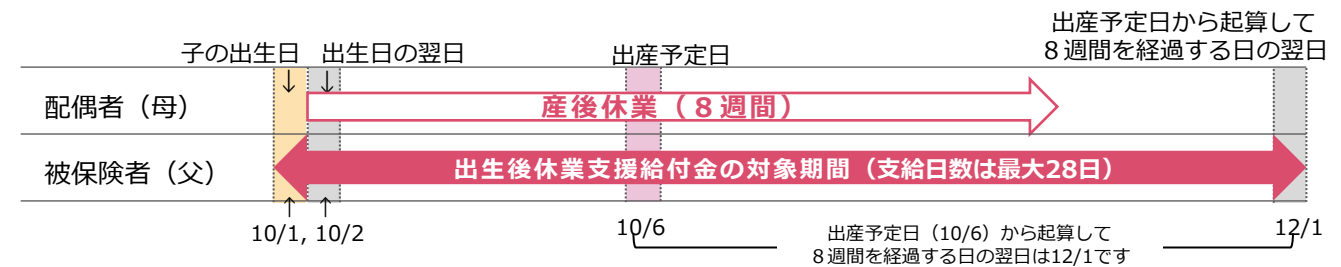 出産予定日から起算して
８週間を経過する日の翌日
子の出生日 出生日の翌日
出産予定日
配偶者（母）
産後休業（８週間）
被保険者（父）
出生後休業支援給付金の対象期間（支給日数は最大28日）
10/1, 10/2
10/6
12/1
出産予定日（10/6）から起算して
８週間を経過する日の翌日は12/1です